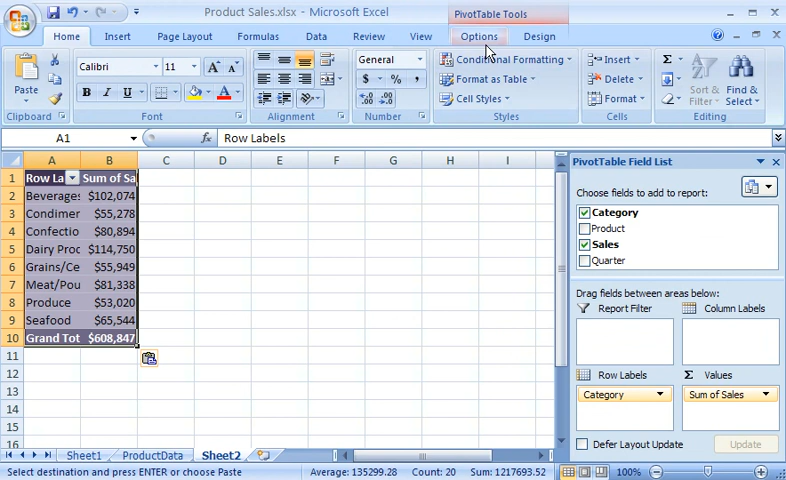 Product Sales.xlsx - Microsoft Excel
PivotTable Tools
Home Insert Page Layout Formulas Data Review View Options Design
Paste
Calibri 11
B I U
General
$ % ,
Conditional Formatting
Format as Table
Cell Styles
Insert
Delete
Format
Σ
Sort & Filter
Find & Select
Clipboard Font Alignment Number Styles Cells Editing
A1 fx Row Labels
A B C D E F G H I
1 Row La Sum of Sa
2 Beverages $102,074
3 Condimen $55,278
4 Confectio $80,894
5 Dairy Proc $114,750
6 Grains/Ce $55,949
7 Meat/Pou $81,338
8 Produce $53,020
9 Seafood $65,544
10 Grand Tot $608,847
11
12
13
14
15
16
PivotTable Field List
Choose fields to add to report:
Category
Product
Sales
Quarter
Drag fields between areas below:
Report Filter Column Labels
Row Labels Σ Values
Category Sum of Sales
Defer Layout Update Update
Sheet1 ProductData Sheet2
Select destination and press ENTER or choose Paste Average: 135299.28 Count: 20 Sum: 1217693.52 100%